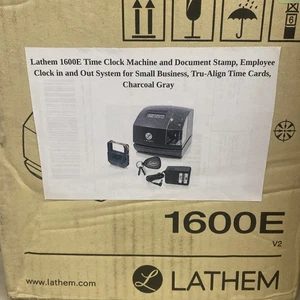 6
Lathem 1600E Time Clock Machine and Document Stamp, Employee
Clock in and Out System for Small Business, Tru-Align Time Cards,
Charcoal Gray
1600E
V2
www.lathem.com
LATHEM